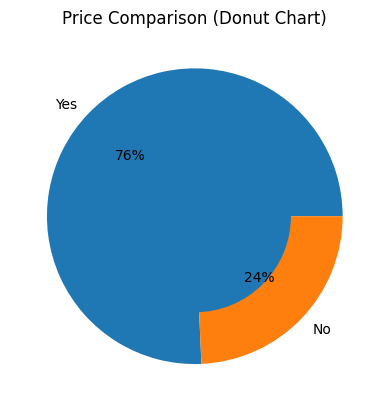 Price Comparison (Donut Chart)
Yes
76%
24%
No